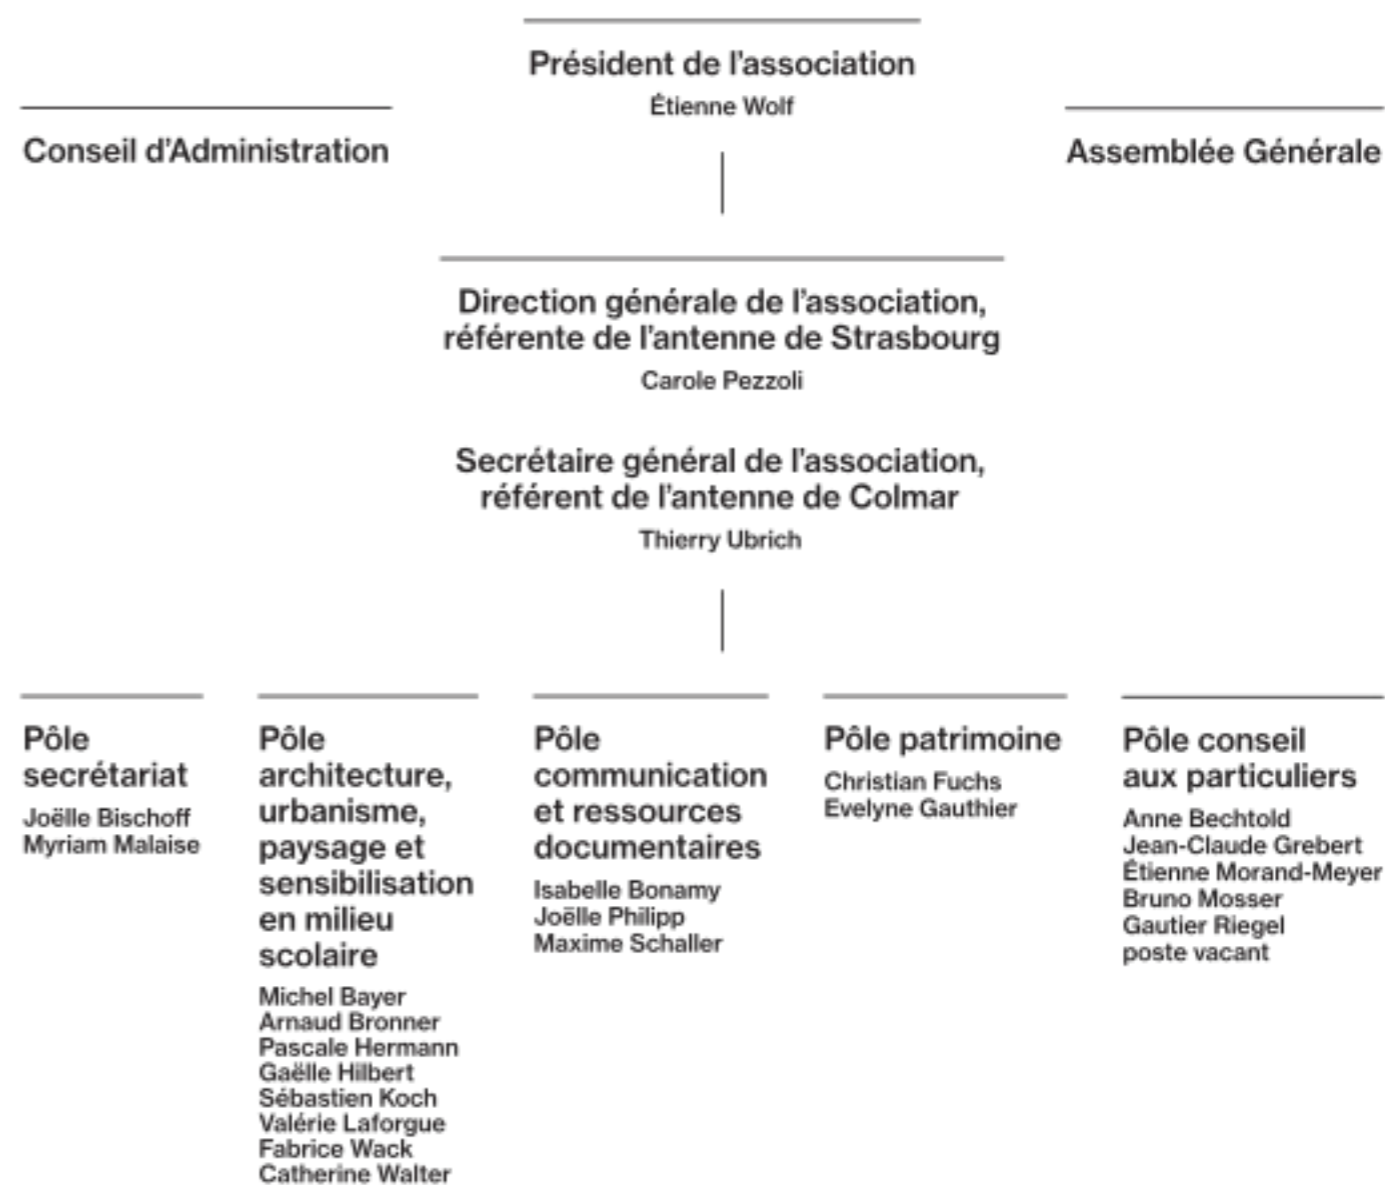 Président de l'association
Étienne Wolf
Conseil d'Administration
Assemblée Générale
Direction générale de l'association,
référente de l'antenne de Strasbourg
Carole Pezzoli
Secrétaire général de l'association,
référent de l'antenne de Colmar
Thierry Ubrich
Pôle
secrétariat
Joëlle Bischoff
Myriam Malaise
Pôle
architecture,
urbanisme,
paysage et
sensibilisation
en milieu
scolaire
Michel Bayer
Arnaud Bronner
Pascale Hermann
Gaëlle Hilbert
Sébastien Koch
Valérie Laforgue
Fabrice Wack
Catherine Walter
Pôle
communication
et ressources
documentaires
Isabelle Bonamy
Joëlle Philipp
Maxime Schaller
Pôle patrimoine
Christian Fuchs
Evelyne Gauthier
Pôle conseil
aux particuliers
Anne Bechtold
Jean-Claude Grebert
Étienne Morand-Meyer
Bruno Mosser
Gautier Riegel
poste vacant